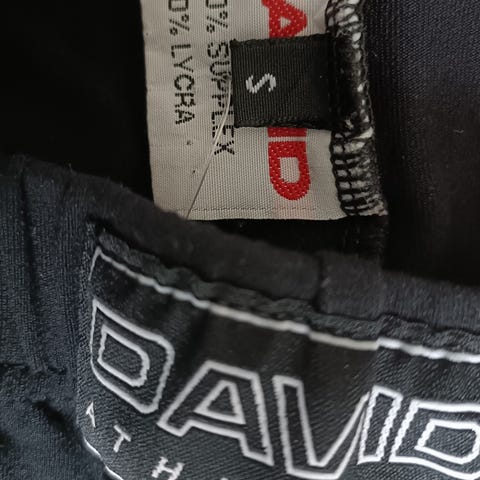 AVID
S
0% SUPPLEX
0% LYCRA
DAVID
ATH